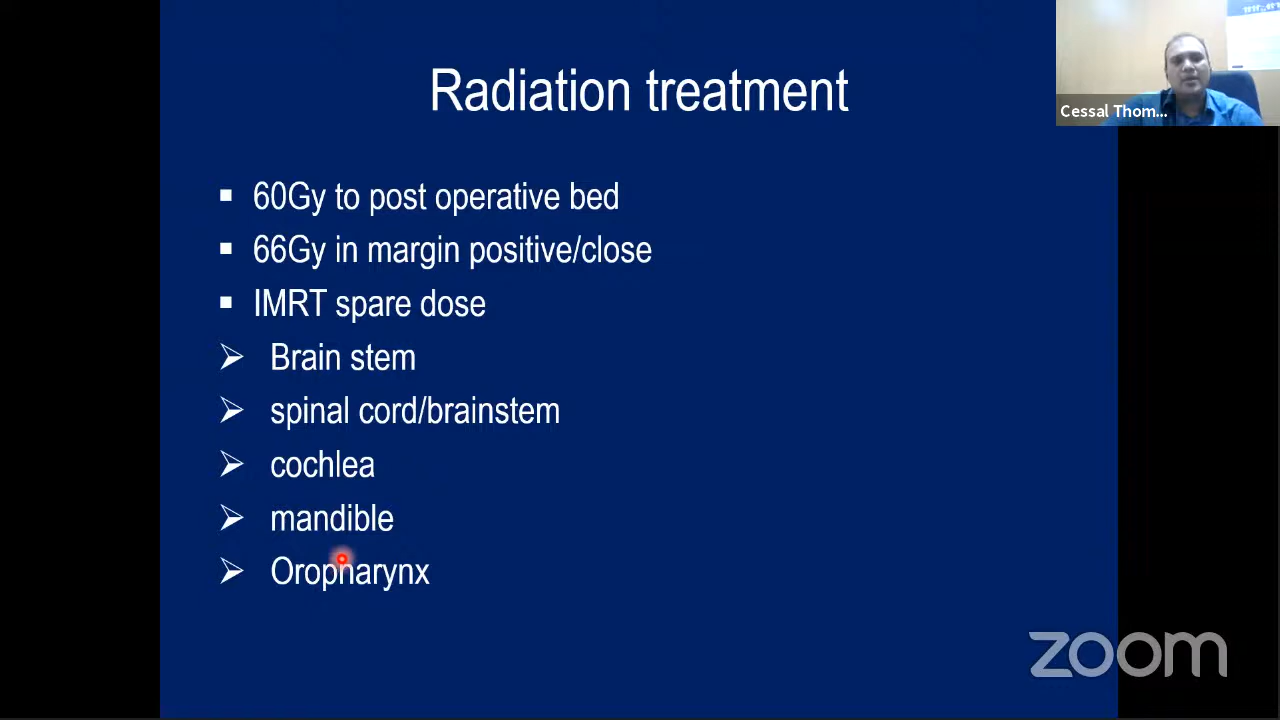 Radiation treatment
Cessal Thom...
60Gy to post operative bed
66Gy in margin positive/close
IMRT spare dose
Brain stem
spinal cord/brainstem
cochlea
mandible
Oropharynx
zoom